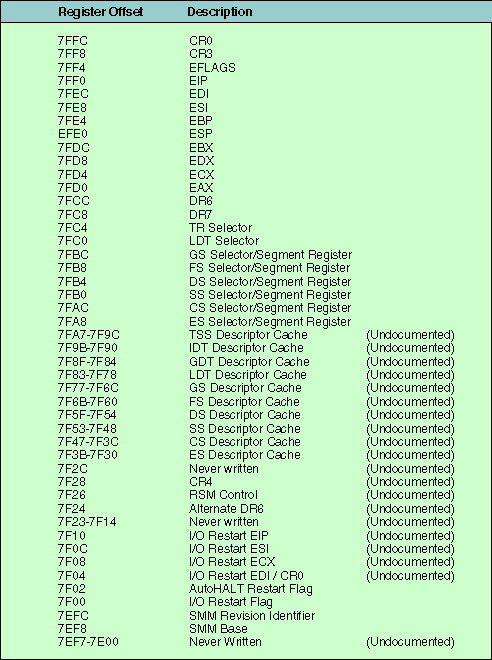 Register Offset Description
7FFC CR0
7FF8 CR3
7FF4 EFLAGS
7FF0 EIP
7FEC EDI
7FE8 ESI
7FE4 EBP
EFE0 ESP
7FDC EBX
7FD8 EDX
7FD4 ECX
7FD0 EAX
7FCC DR6
7FC8 DR7
7FC4 TR Selector
7FC0 LDT Selector
7FBC GS Selector/Segment Register
7FB8 FS Selector/Segment Register
7FB4 DS Selector/Segment Register
7FB0 SS Selector/Segment Register
7FAC CS Selector/Segment Register
7FA8 ES Selector/Segment Register
7FA7-7F9C TSS Descriptor Cache (Undocumented)
7F9B-7F90 IDT Descriptor Cache (Undocumented)
7F8F-7F84 GDT Descriptor Cache (Undocumented)
7F83-7F78 LDT Descriptor Cache (Undocumented)
7F77-7F6C GS Descriptor Cache (Undocumented)
7F6B-7F60 FS Descriptor Cache (Undocumented)
7F5F-7F54 DS Descriptor Cache (Undocumented)
7F53-7F48 SS Descriptor Cache (Undocumented)
7F47-7F3C CS Descriptor Cache (Undocumented)
7F3B-7F30 ES Descriptor Cache (Undocumented)
7F2C Never written (Undocumented)
7F28 CR4 (Undocumented)
7F26 RSM Control (Undocumented)
7F24 Alternate DR6 (Undocumented)
7F23-7F14 Never written (Undocumented)
7F10 I/O Restart EIP (Undocumented)
7F0C I/O Restart ESI (Undocumented)
7F08 I/O Restart ECX (Undocumented)
7F04 I/O Restart EDI / CR0 (Undocumented)
7F02 AutoHALT Restart Flag
7F00 I/O Restart Flag
7EFC SMM Revision Identifier
7EF8 SMM Base
7EF7-7E00 Never Written (Undocumented)